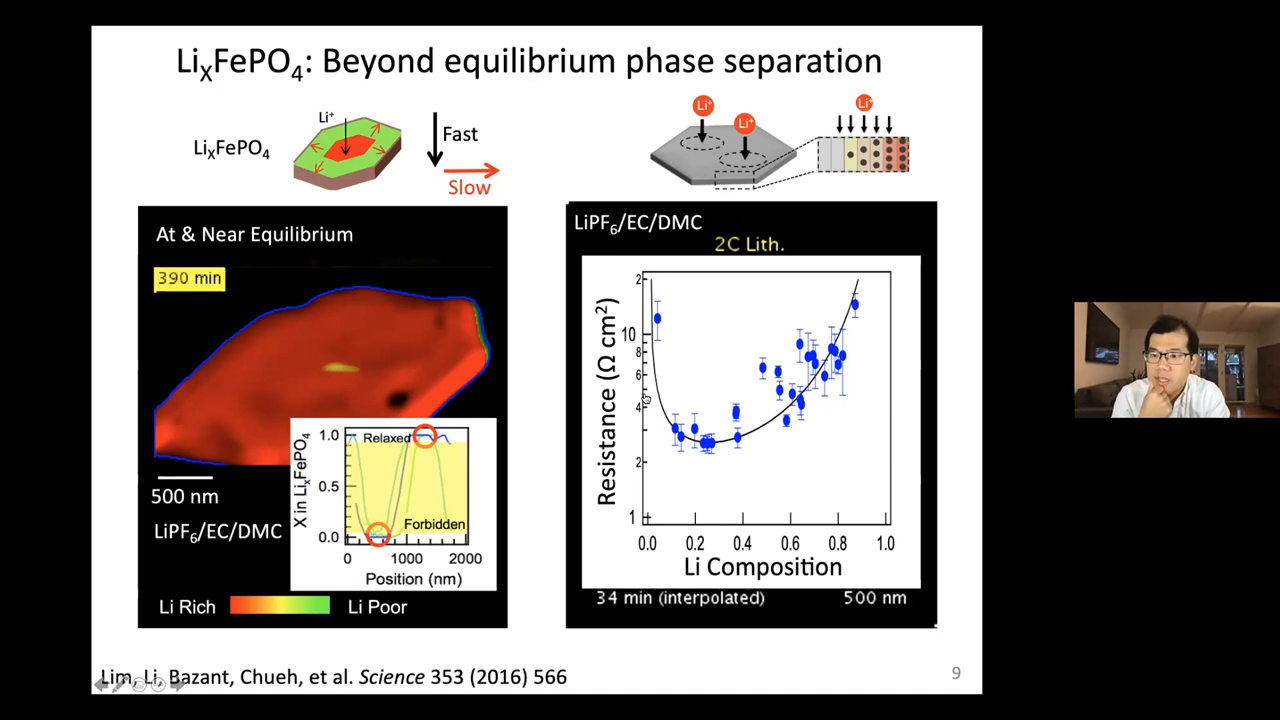 LiXFePO4: Beyond equilibrium phase separation
LiXFePO4
Li+
Fast
Slow
Li+
Li+
Li+
At & Near Equilibrium
390 min
500 nm
LiPF6/EC/DMC
X in LixFePO4
1.0
0.5
0.0
Relaxed
Forbidden
0
1000
2000
Position (nm)
Li Rich
Li Poor
LiPF6/EC/DMC
2C Lith.
Resistance (Ω cm2)
2
10
8
6
4
2
1
0.0 0.2 0.4 0.6 0.8 1.0
Li Composition
34 min (interpolated)
500 nm
Lim, Li, Bazant, Chueh, et al. Science 353 (2016) 566
9